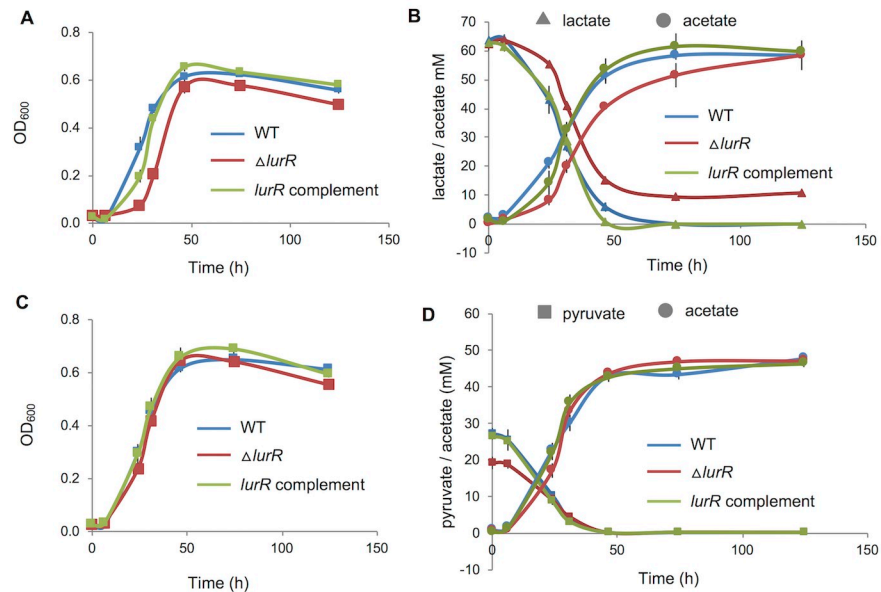 A
OD600
0.8
0.6
0.4
0.2
0.0
0
50
100
150
Time (h)
WT
ΔlurR
lurR complement
B
lactate
acetate
lactate / acetate mM
70
60
50
40
30
20
10
0
-10
0
50
100
150
Time (h)
WT
ΔlurR
lurR complement
C
OD600
0.8
0.6
0.4
0.2
0.0
0
50
100
150
Time (h)
WT
ΔlurR
lurR complement
D
pyruvate
acetate
pyruvate / acetate (mM)
60
50
40
30
20
10
0
-10
0
50
100
150
Time (h)
WT
ΔlurR
lurR complement